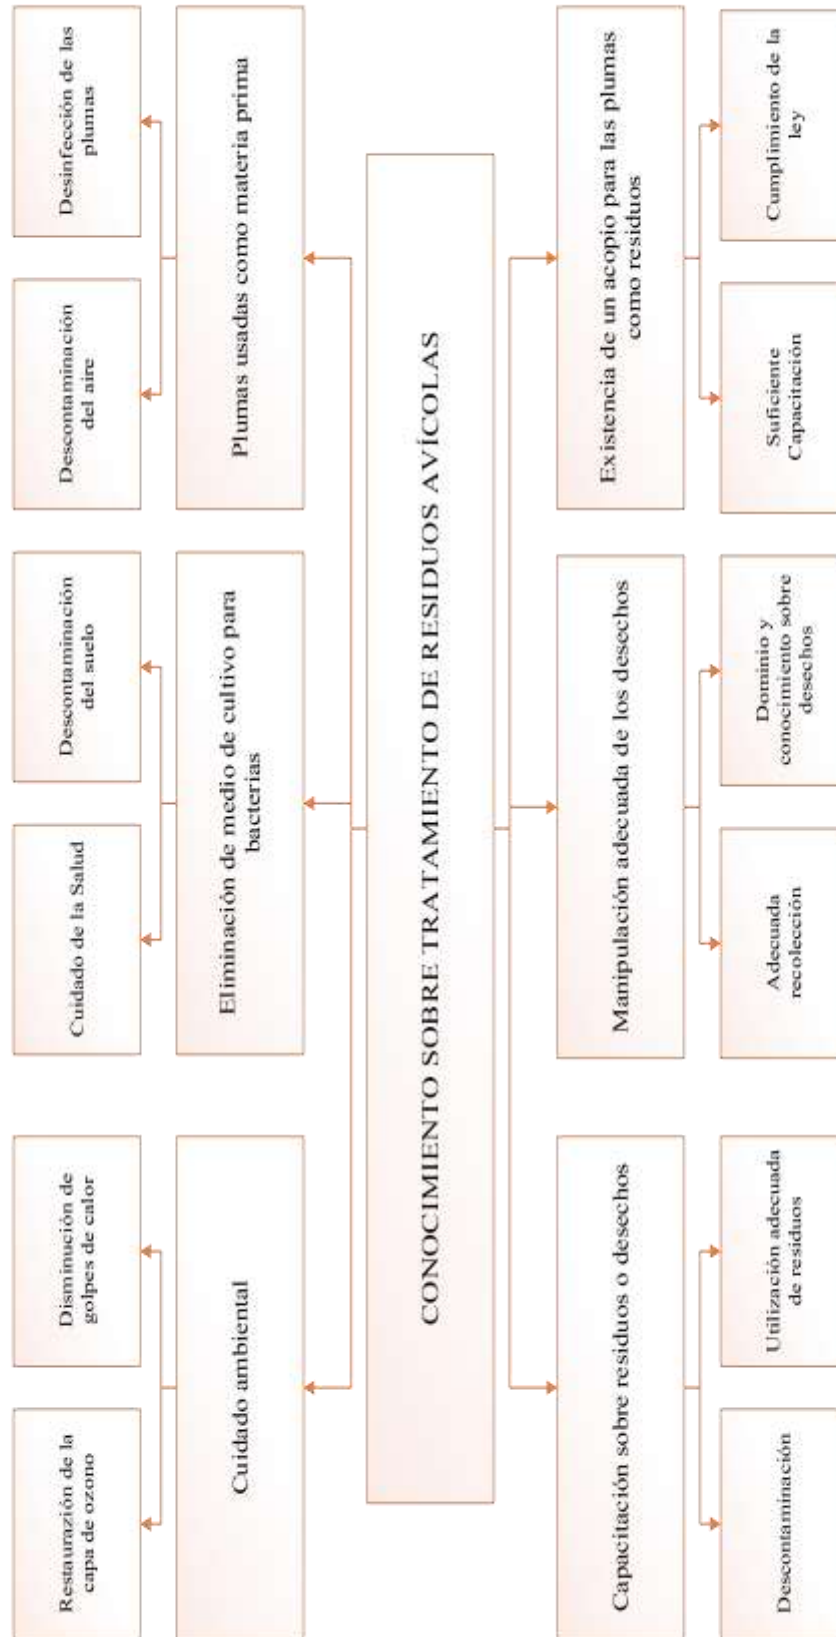 Restaurazión de la
capa de ozono
Disminución de
golpes de calor
Cuidado de la Salud
Descontaminación
del suelo
Descontaminación
del aire
Desinfección de las
plumas
Cuidado ambiental
Eliminación de medio de cultivo para
bacterias
Plumas usadas como materia prima
CONOCIMIENTO SOBRE TRATAMIENTO DE RESIDUOS AVÍCOLAS
Capacitación sobre residuos o desechos
Manipulación adecuada de los desechos
Existencia de un acopio para las plumas
como residuos
Descontaminación
Utilización adecuada
de residuos
Adecuada
recolección
Dominio y
conocimiento sobre
desechos
Suficiente
Capacitación
Cumplimiento de la
ley